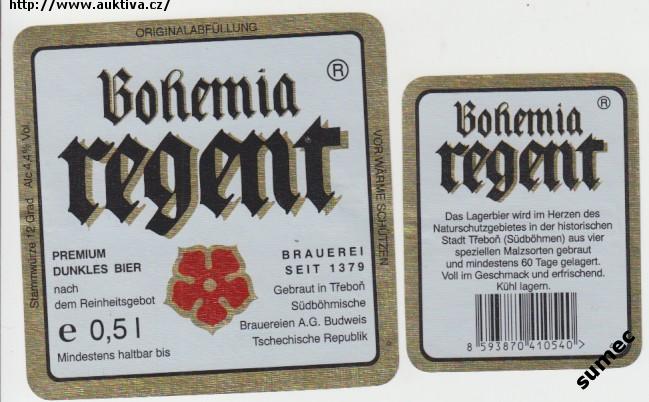 http://www.auktiva.cz/
ORIGINALABFÜLLUNG
Bohemia ®
regent
Stammwürze 12 Grad Alc 4,4% Vol.
VOR WÄRME SCHÜTZEN
PREMIUM
DUNKLES BIER
nach
dem Reinheitsgebot
e 0,5 l
Mindestens haltbar bis
BRAUEREI
SEIT 1379
Gebraut in Třeboň
Südböhmische
Brauereien A.G. Budweis
Tschechische Republik
Bohemia ®
regent
Das Lagerbier wird im Herzen des
Naturschutzgebietes in der historischen
Stadt Třeboň (Südböhmen) aus vier
speziellen Malzsorten gebraut
und mindestens 60 Tage gelagert.
Voll im Geschmack und erfrischend.
Kühl lagern.
8 593870 410540 >
sumec